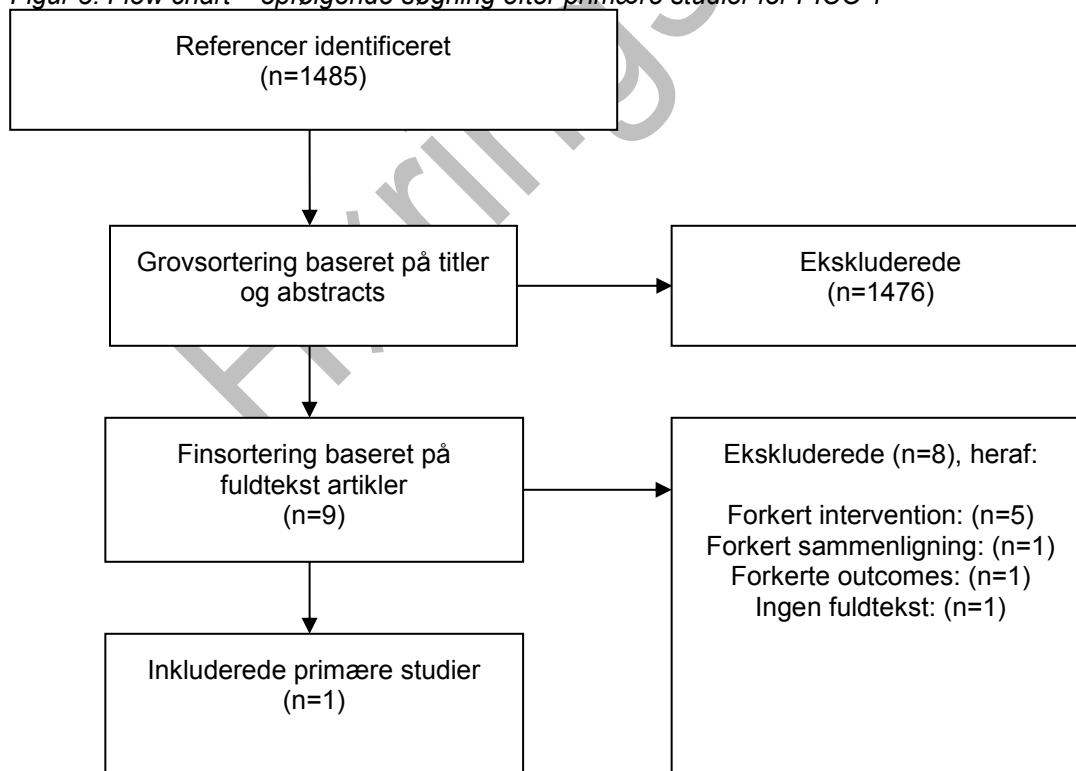 Referencer identificeret
(n=1485)
Grovsortering baseret på titler
og abstracts
Ekskluderede
(n=1476)
Finsortering baseret på
fuldtekst artikler
(n=9)
Ekskluderede (n=8), heraf:
Forkert intervention: (n=5)
Forkert sammenligning: (n=1)
Forkerte outcomes: (n=1)
Ingen fuldtekst: (n=1)
Inkluderede primære studier
(n=1)